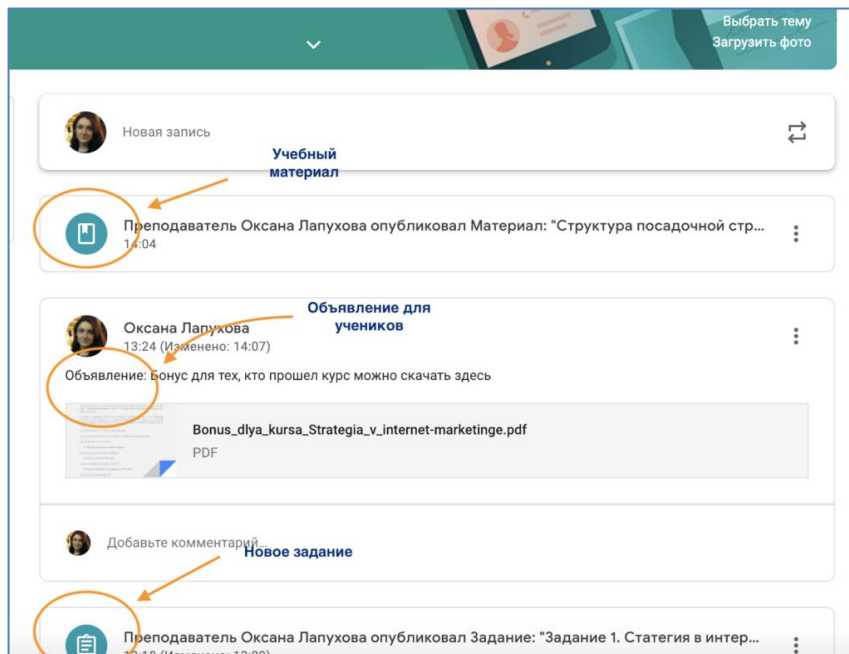 Выбрать тему
Загрузить фото
Новая запись
Учебный
материал
Преподаватель Оксана Лапухова опубликовал Материал: "Структура посадочной стр...
14:04
Объявление для
учеников
Оксана Лапухова
13:24 (Изменено: 14:07)
Объявление: Бонус для тех, кто прошел курс можно скачать здесь
Bonus_dlya_kursa_Strategia_v_internet-marketinge.pdf
PDF
Добавьте комментарий...
Новое задание
Преподаватель Оксана Лапухова опубликовал Задание: "Задание 1. Статегия в интер...